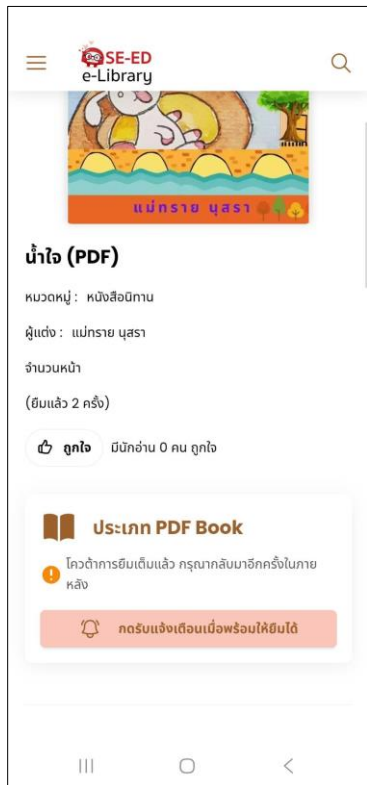 SE-ED
e-Library
แม่ทราย นุสรา
น้ำใจ (PDF)
หมวดหมู่ : หนังสือนิทาน
ผู้แต่ง : แม่ทราย นุสรา
จำนวนหน้า
(ยืมแล้ว 2 ครั้ง)
ถูกใจ มีนักอ่าน 0 คน ถูกใจ
ประเภท PDF Book
โควต้าการยืมเต็มแล้ว กรุณากลับมาอีกครั้งในภาย
หลัง
กดรับแจ้งเตือนเมื่อพร้อมให้ยืมได้